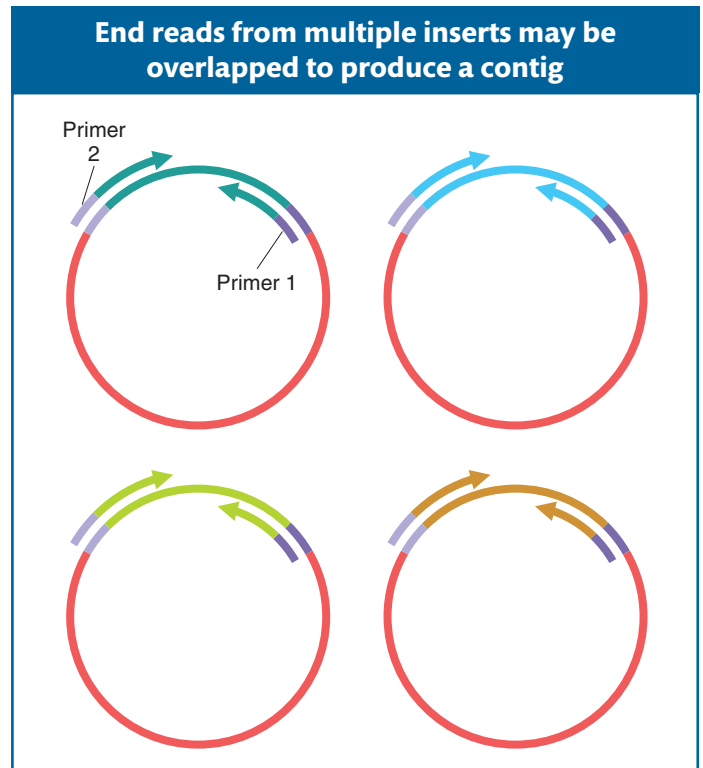 End reads from multiple inserts may be
overlapped to produce a contig
Primer
2
Primer 1